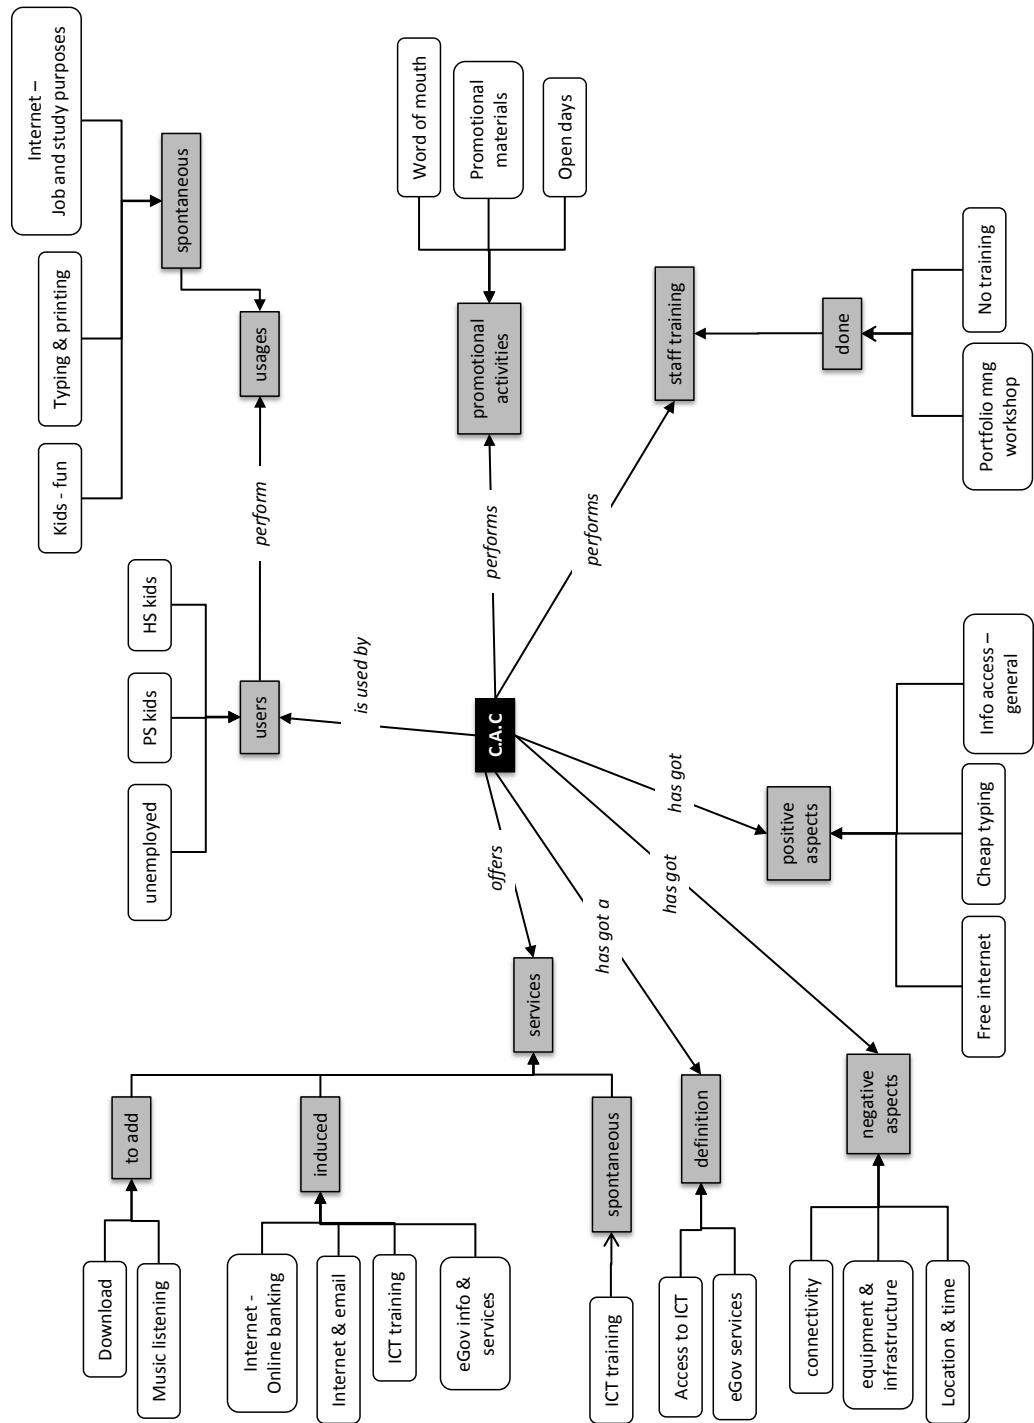 Download
Music listening
to add
Internet -
Online banking
Internet & email
ICT training
eGov info &
services
induced
ICT training
spontaneous
services
offers
unemployed
PS kids
HS kids
users
is used by
perform
Kids - fun
Typing & printing
Internet –
Job and study purposes
spontaneous
usages
C.A.C
performs
promotional
activities
Word of mouth
Promotional
materials
Open days
performs
staff training
done
Portfolio mng
workshop
No training
has got a
definition
Access to ICT
eGov services
has got
negative
aspects
connectivity
equipment &
infrastructure
Location & time
has got
positive
aspects
Free internet
Cheap typing
Info access –
general